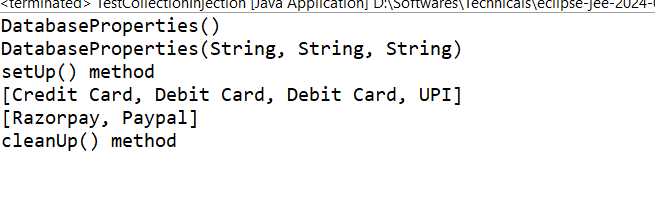 <terminated> TestCollectionInjection [Java Application] D:\Softwares\Technicals\eclipse-jee-2024-0
DatabaseProperties()
DatabaseProperties(String, String, String)
setUp() method
[Credit Card, Debit Card, Debit Card, UPI]
[Razorpay, Paypal]
cleanUp() method